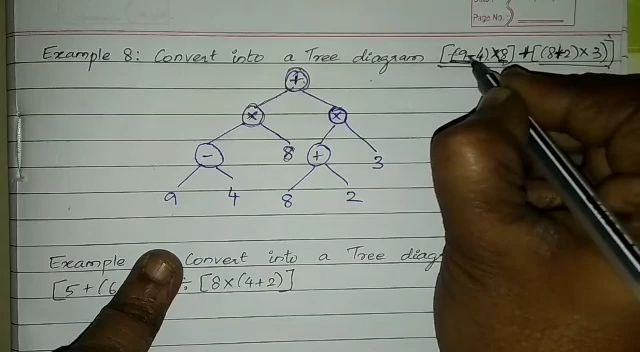 Page No.
Example 8: Convert into a Tree diagram [(9-4)×8] + [(8+2)×3]
+
× ×
- 8 + 3
9 4 8 2
Example Convert into a Tree
[5+(6 ÷ [8×(4+2)]